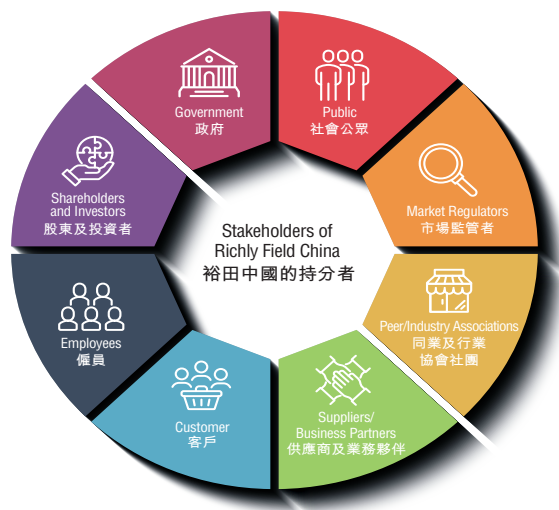 Government
政府
Public
社會公眾
Shareholders
and Investors
股東及投資者
Market Regulators
市場監管者
Stakeholders of
Richly Field China
裕田中國的持分者
Employees
僱員
Peer/Industry Associations
同業及行業
協會社團
Customer
客戶
Suppliers/
Business Partners
供應商及業務夥伴